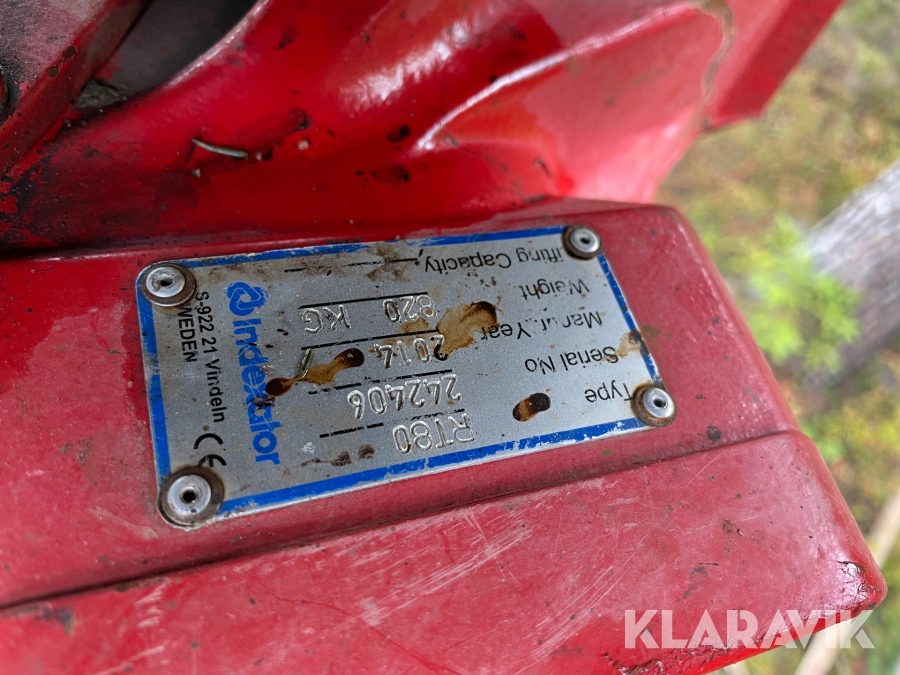 Type RT80
Serial No 242406
Man. Year 2014
Weight 820 KG
Lifting Capacity
Indexator
S-922 21 Vindeln
SWEDEN
CE
KLARAVIK